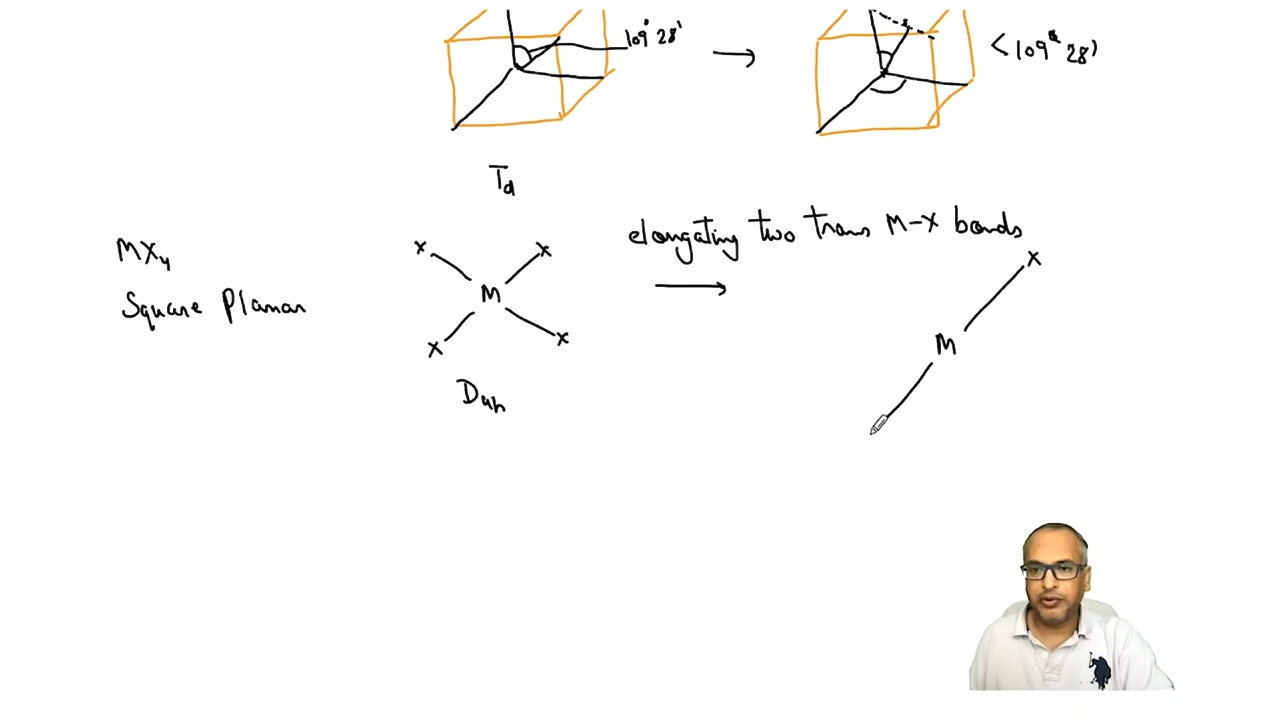 109° 28' → < 109° 28'
Td
MX₄
Square Planar
X X
M
X X
D₄h
elongating two trans M-X bonds
→
X
M